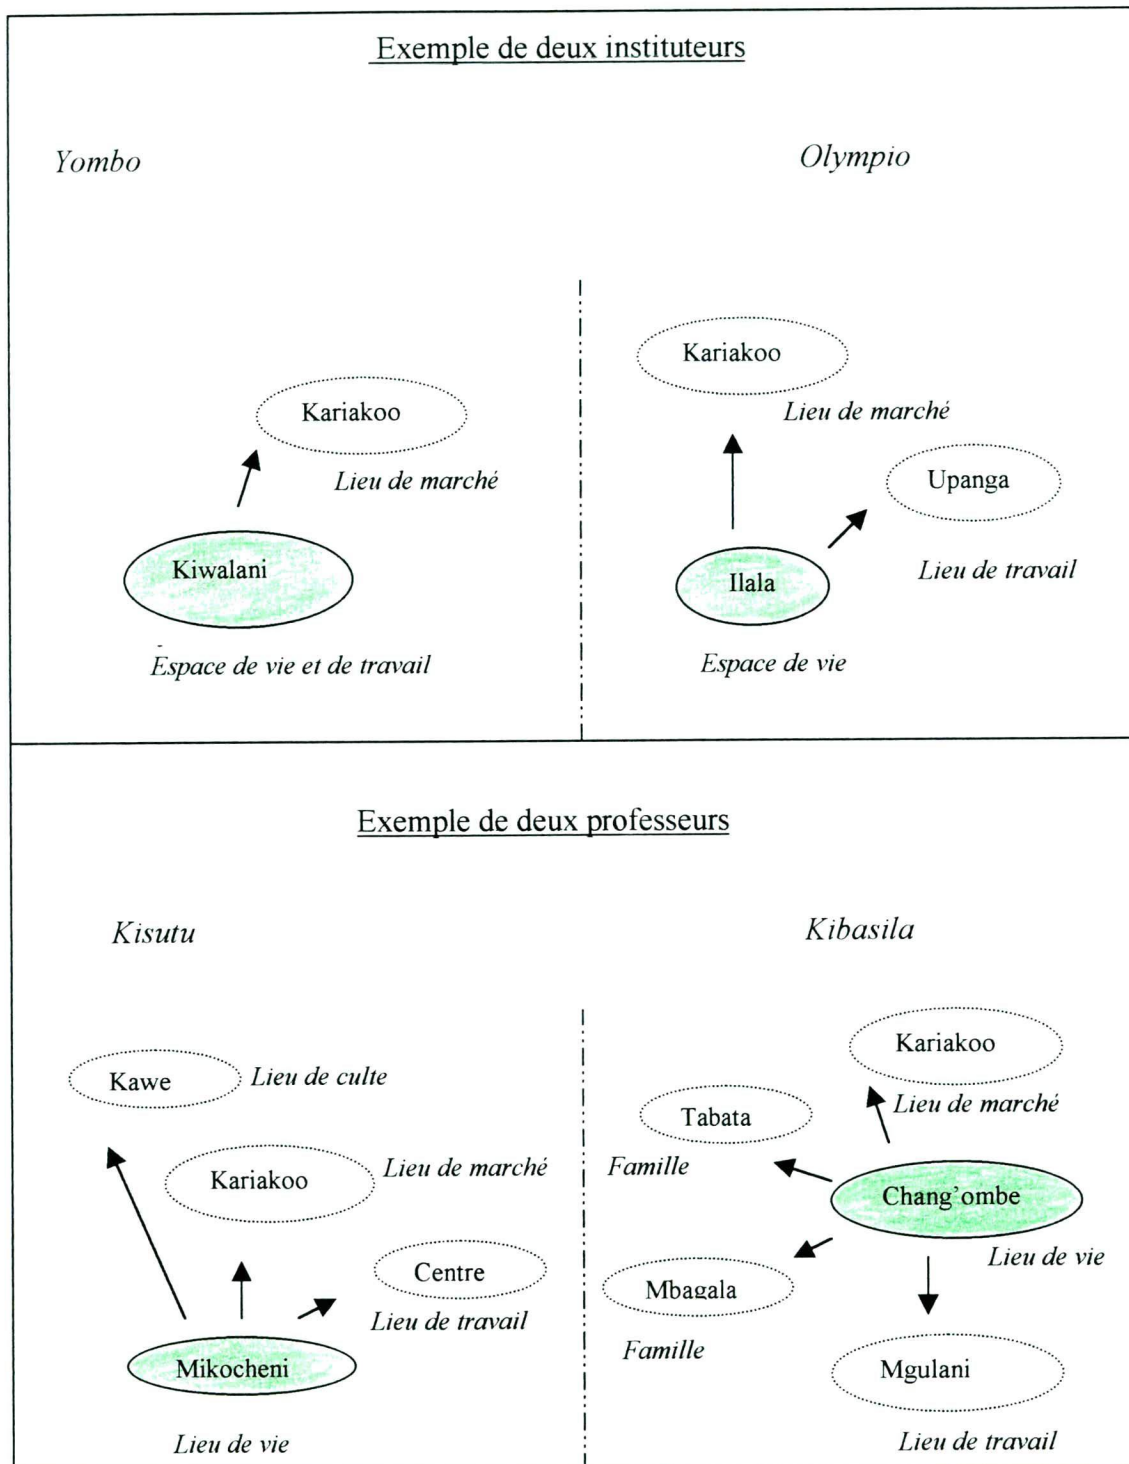 Exemple de deux instituteurs
Yombo
Olympio
Kariakoo
Lieu de marché
Kiwalani
Espace de vie et de travail
Kariakoo
Lieu de marché
Upanga
Lieu de travail
Ilala
Espace de vie
Exemple de deux professeurs
Kisutu
Kibasila
Kawe
Lieu de culte
Kariakoo
Lieu de marché
Centre
Lieu de travail
Mikocheni
Lieu de vie
Kariakoo
Lieu de marché
Tabata
Famille
Chang'ombe
Lieu de vie
Mbagala
Famille
Mgulani
Lieu de travail